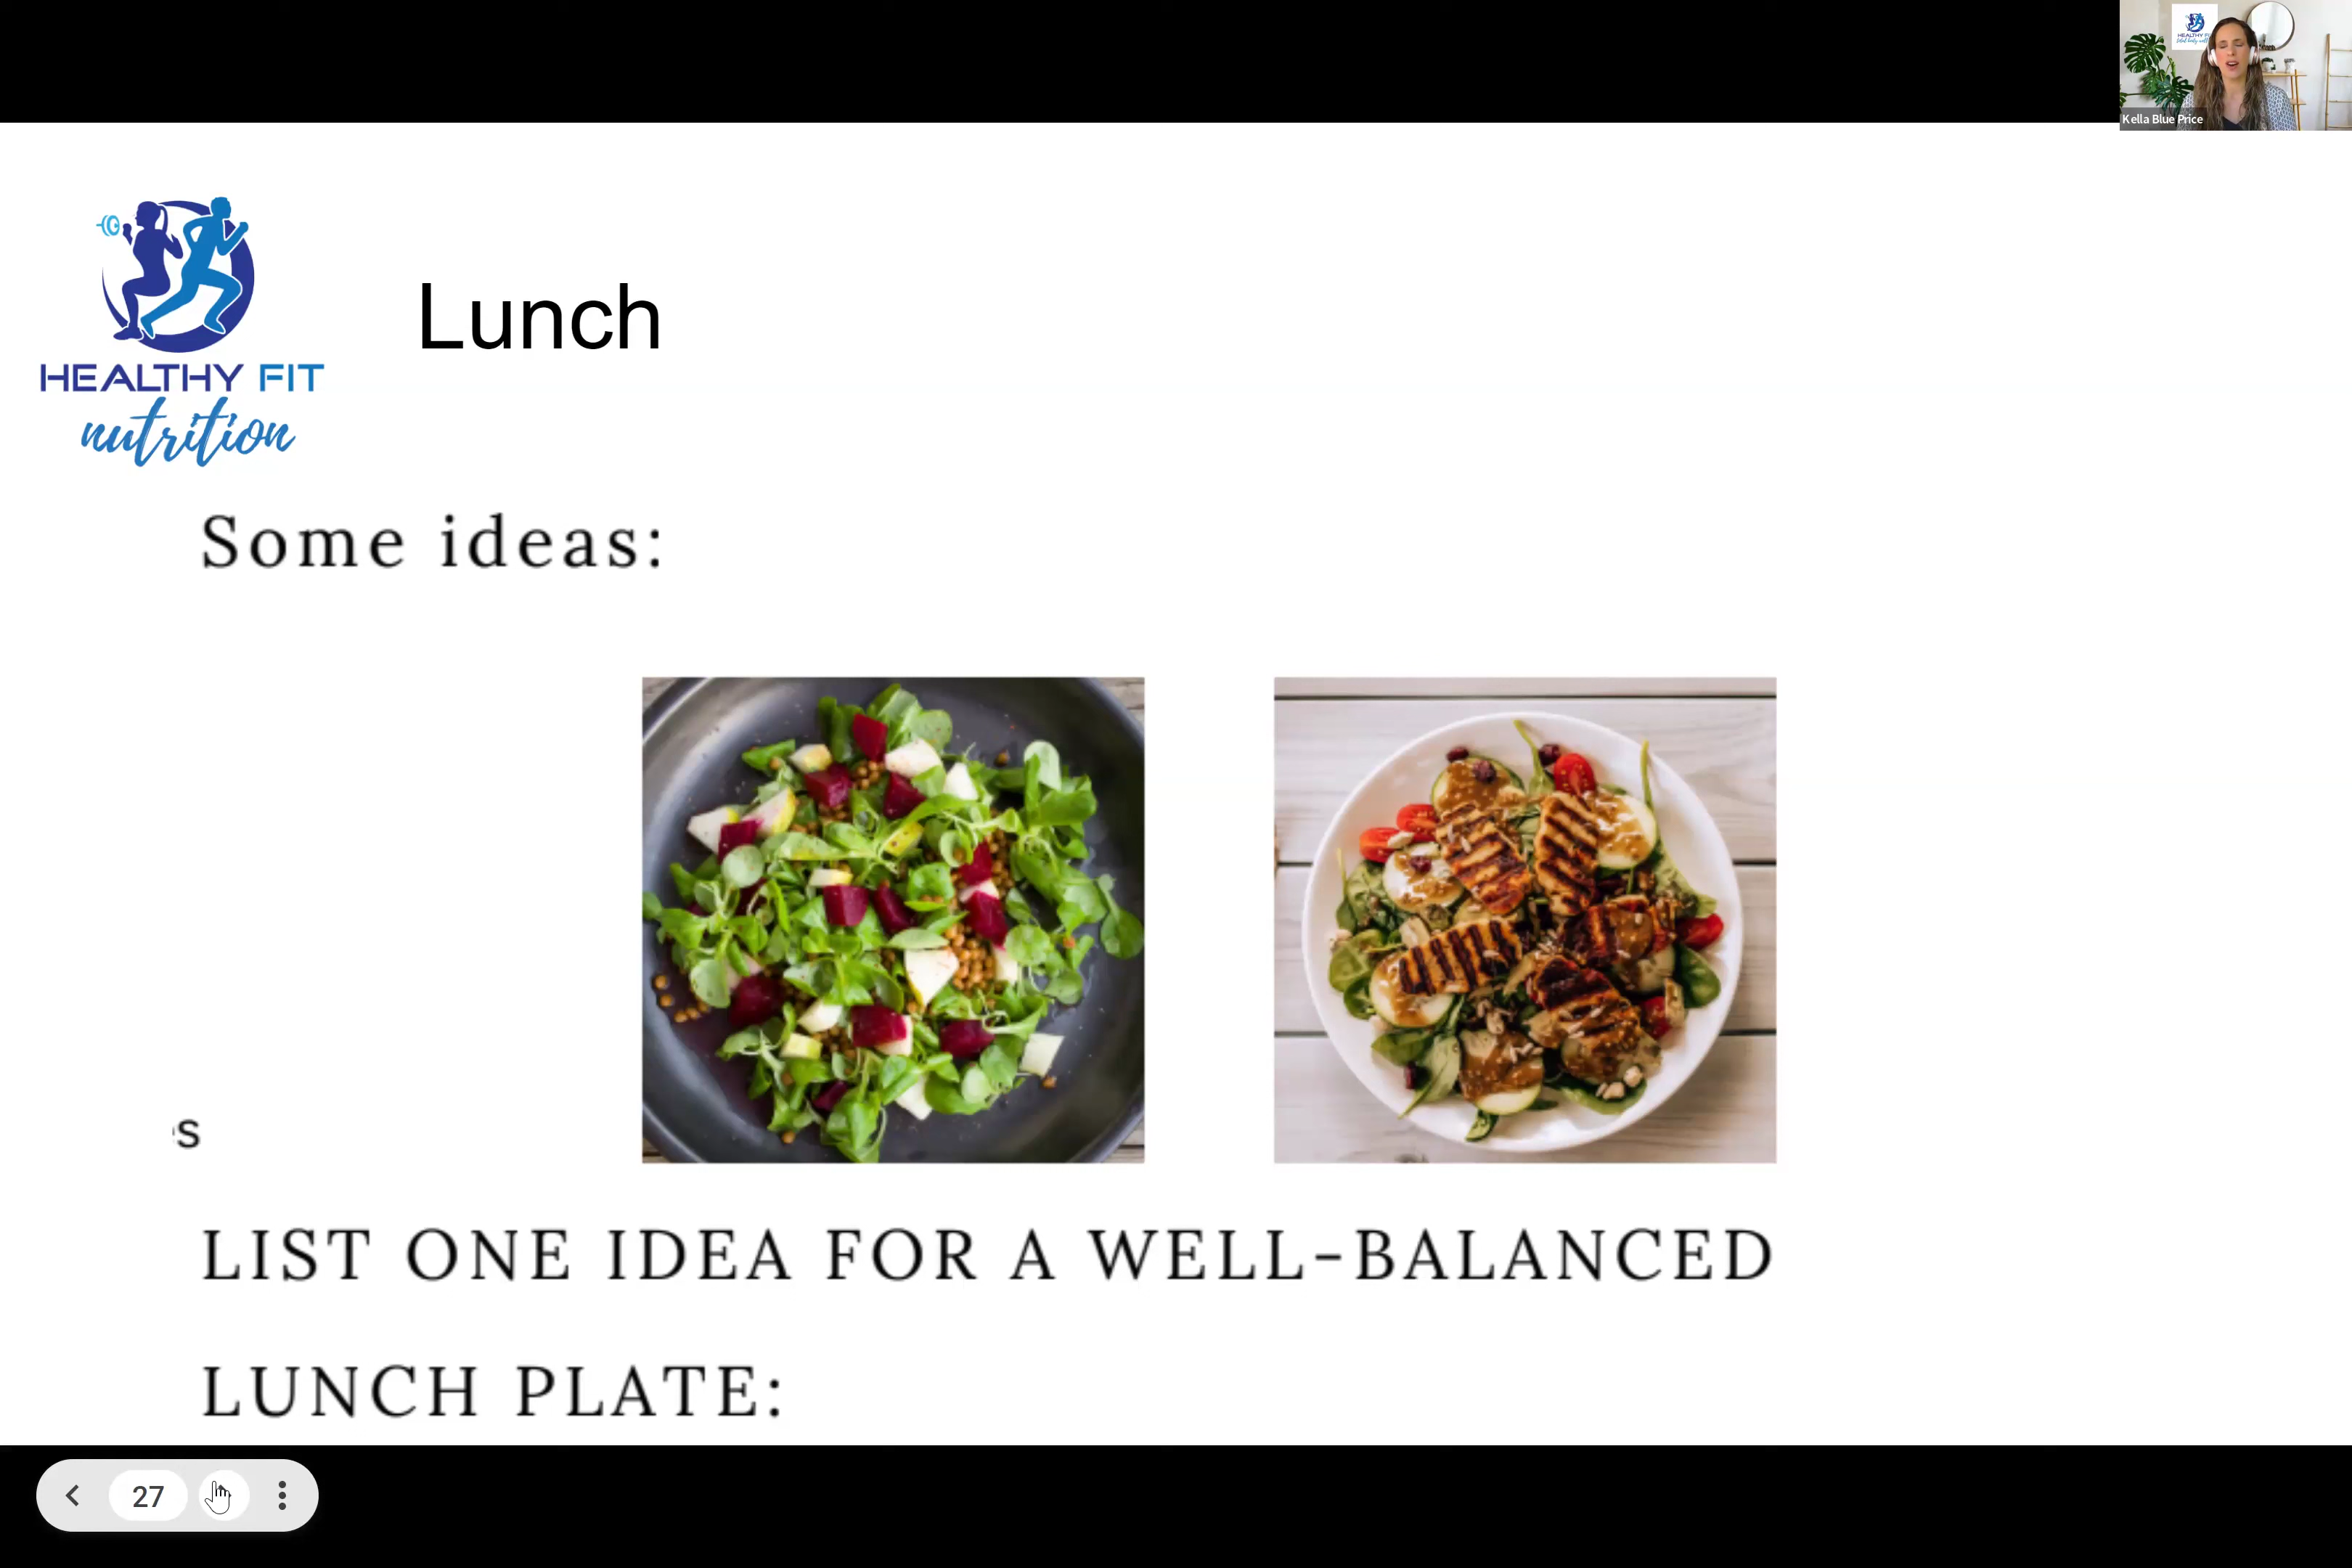 Kella Blue Price
HEALTHY FIT
nutrition
Lunch
Some ideas:
s
LIST ONE IDEA FOR A WELL-BALANCED
LUNCH PLATE:
27